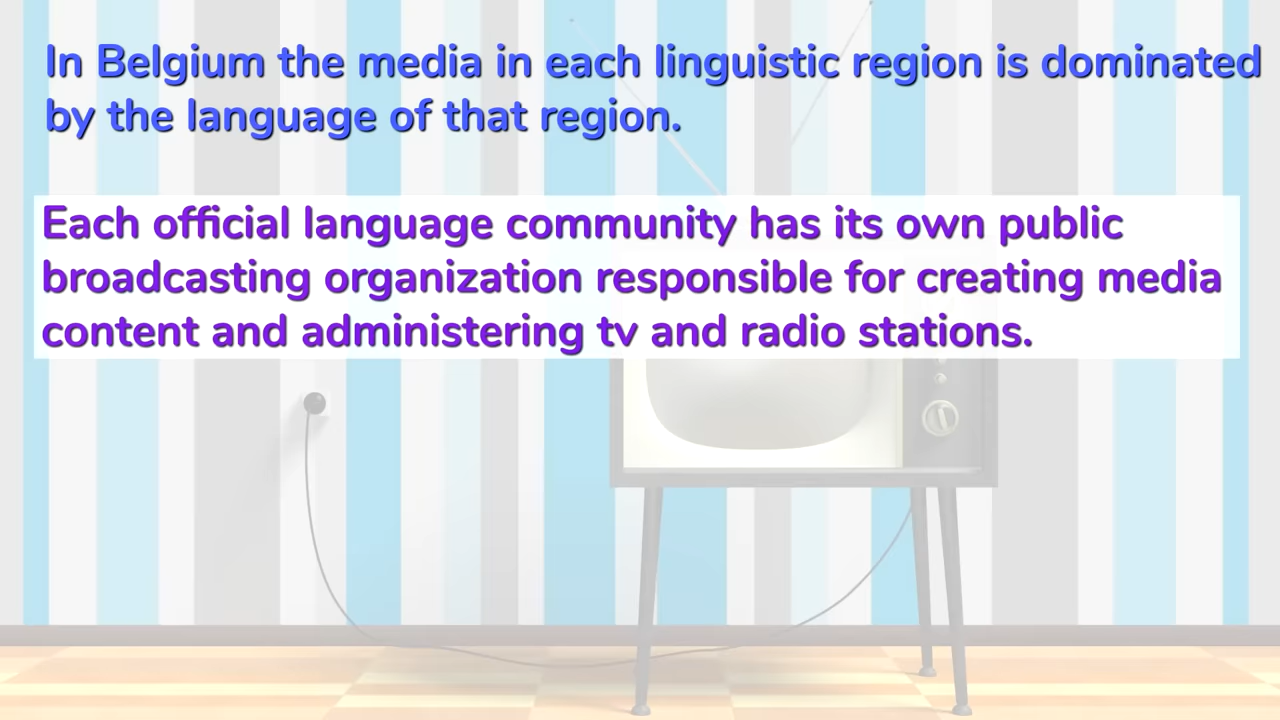 In Belgium the media in each linguistic region is dominated
by the language of that region.
Each official language community has its own public
broadcasting organization responsible for creating media
content and administering tv and radio stations.